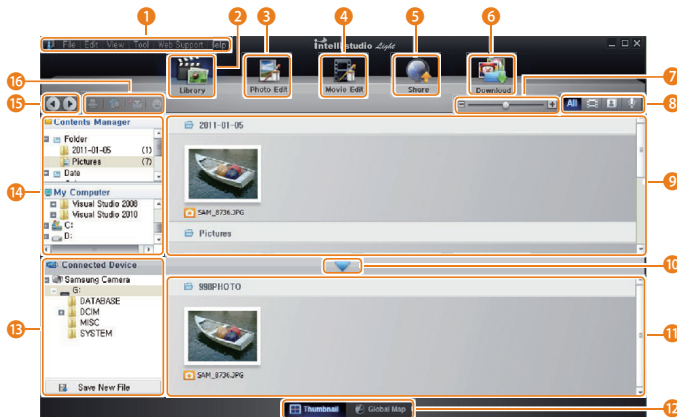 1 2 3 4 5 6
File Edit View Tool Web Support Help
Intelli-studio Light
16 7
Library Photo Edit Movie Edit Share Download
15 All 8
Contents Manager
Folder
2011-01-05 (1)
Pictures (7)
Date
14
My Computer
Visual Studio 2008
Visual Studio 2010
C:
D:
2011-01-05
SAM_8736.JPG
Pictures
9
10
Connected Device
Samsung Camera
G:
DATABASE
DCIM
MISC
SYSTEM
13
Save New File
998PHOTO
SAM_8736.JPG
11
Thumbnail Global Map 12